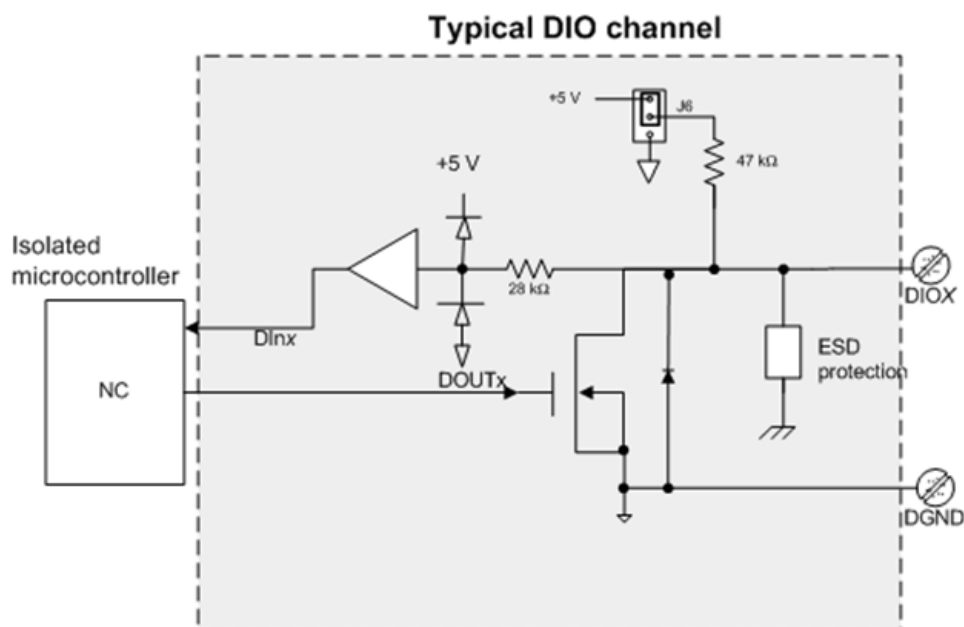 Typical DIO channel
+5 V
J6
47 kΩ
+5 V
Isolated
microcontroller
28 kΩ
DIOX
DInx
ESD
protection
NC
DOUTx
DGND